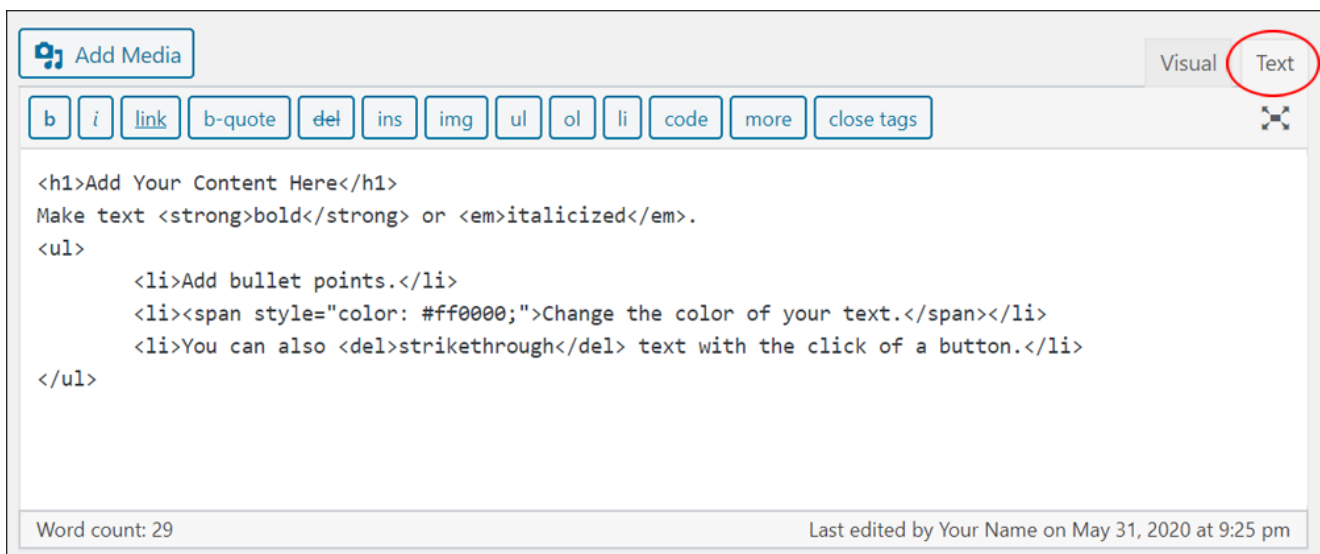 Add Media
Visual Text
b i link b-quote del ins img ul ol li code more close tags
<h1>Add Your Content Here</h1>
Make text <strong>bold</strong> or <em>italicized</em>.
<ul>
<li>Add bullet points.</li>
<li><span style="color: #ff0000;">Change the color of your text.</span></li>
<li>You can also <del>strikethrough</del> text with the click of a button.</li>
</ul>
Word count: 29 Last edited by Your Name on May 31, 2020 at 9:25 pm